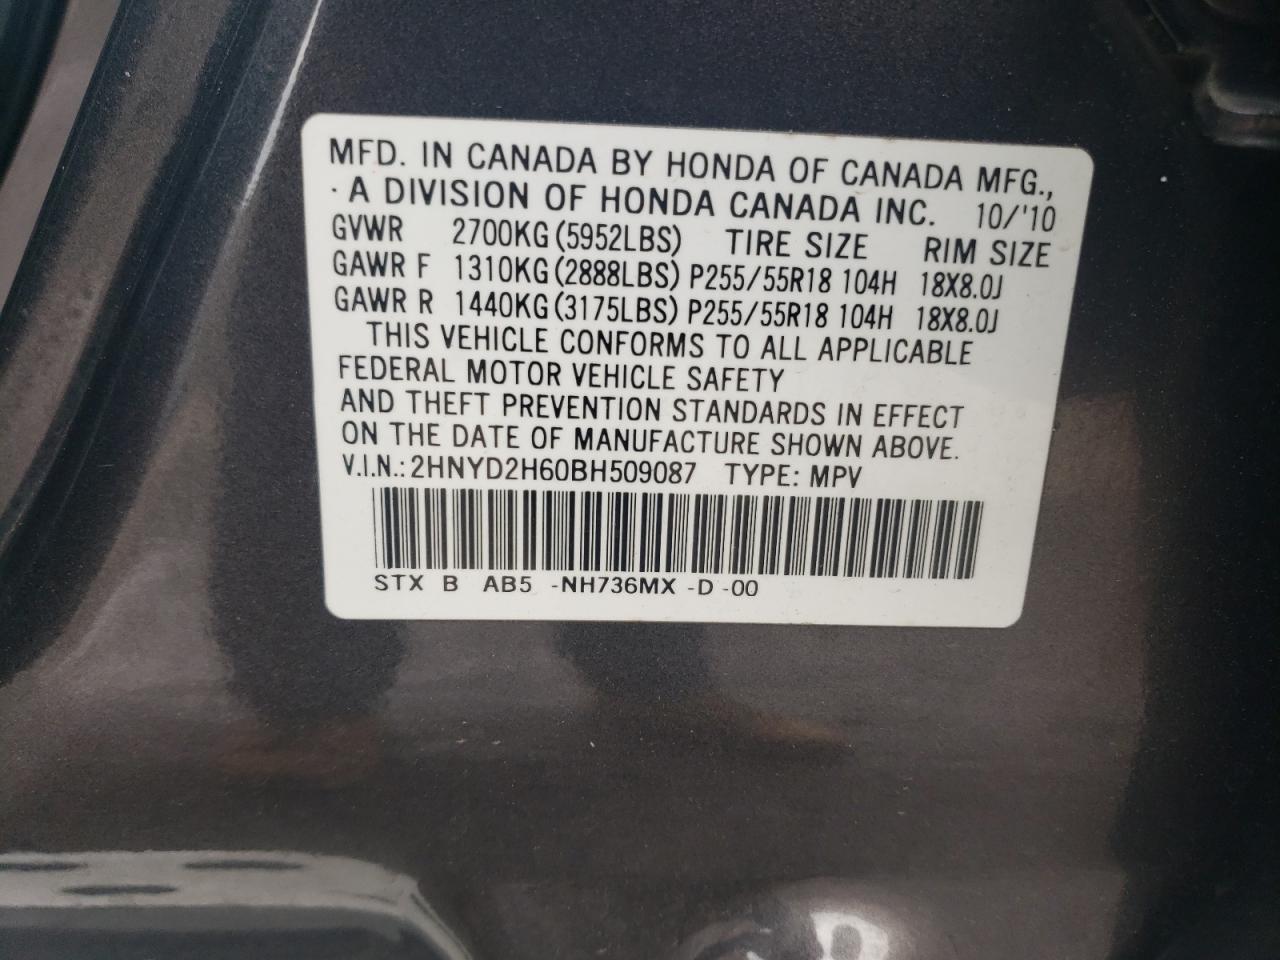 MFD. IN CANADA BY HONDA OF CANADA MFG.,
· A DIVISION OF HONDA CANADA INC. 10/'10
GVWR 2700KG (5952LBS) TIRE SIZE RIM SIZE
GAWR F 1310KG (2888LBS) P255/55R18 104H 18X8.0J
GAWR R 1440KG (3175LBS) P255/55R18 104H 18X8.0J
THIS VEHICLE CONFORMS TO ALL APPLICABLE
FEDERAL MOTOR VEHICLE SAFETY
AND THEFT PREVENTION STANDARDS IN EFFECT
ON THE DATE OF MANUFACTURE SHOWN ABOVE.
V.I.N.: 2HNYD2H60BH509087 TYPE: MPV
STX B AB5 -NH736MX -D -00